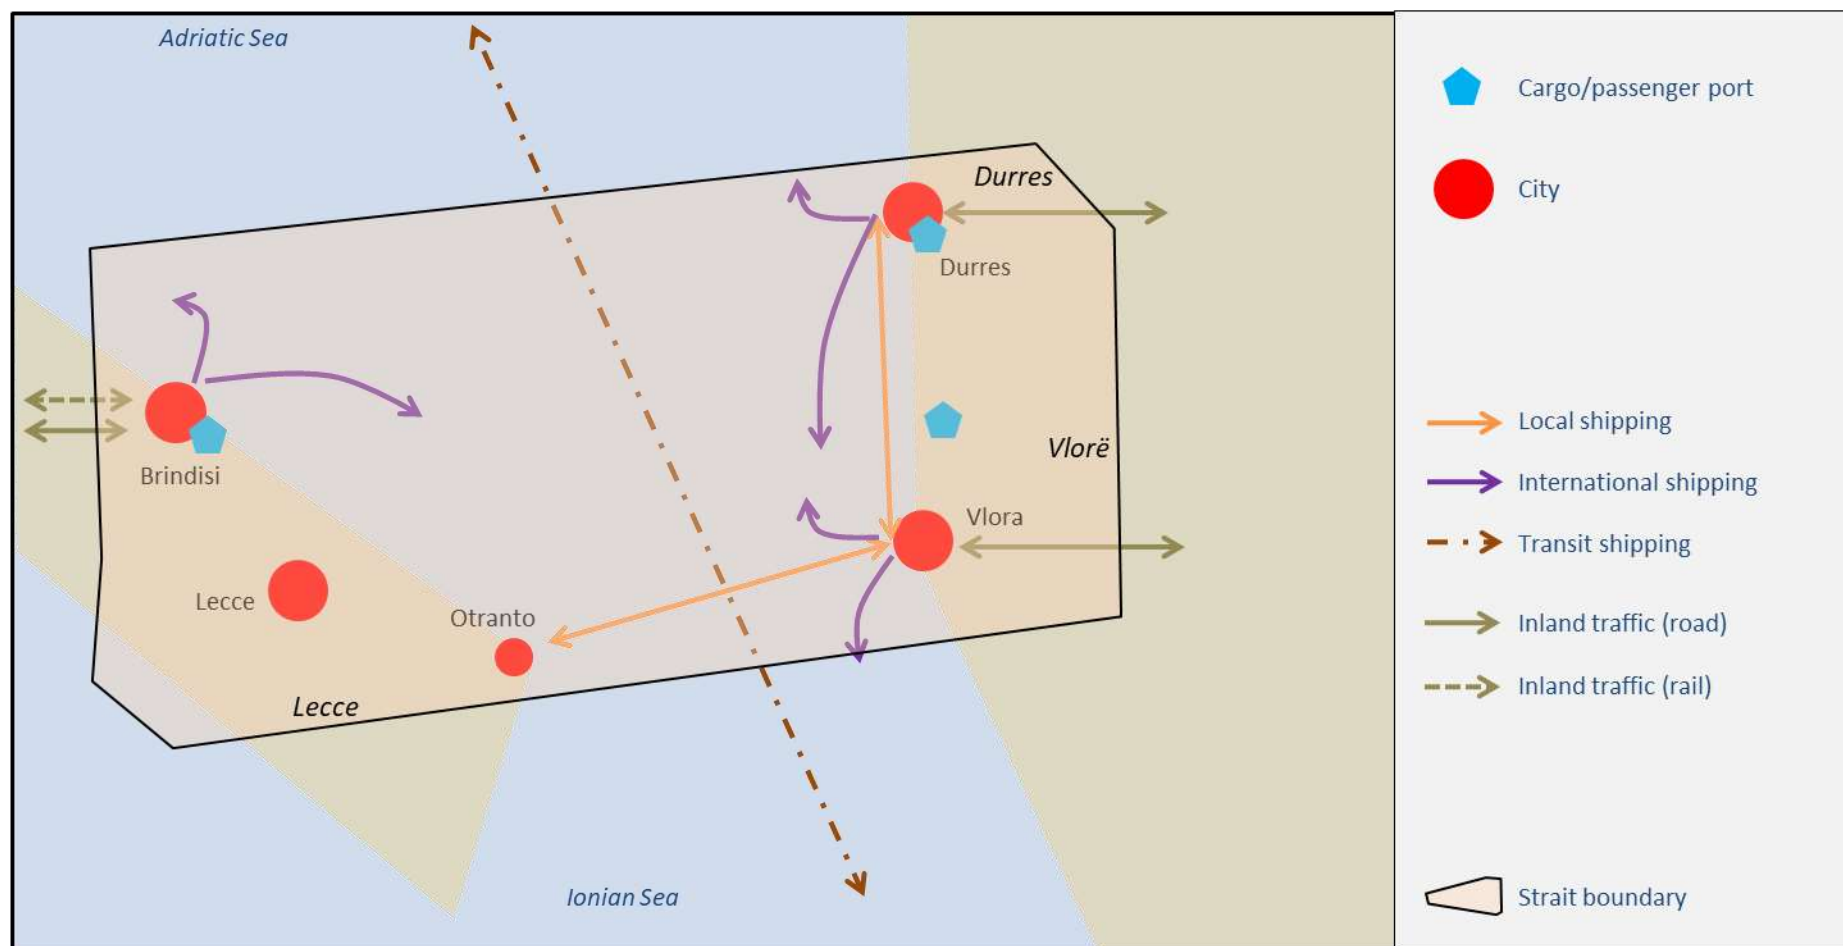 Adriatic Sea
Durres
Durres
Brindisi
Vlorë
Vlora
Lecce
Otranto
Lecce
Ionian Sea
Cargo/passenger port
City
Local shipping
International shipping
Transit shipping
Inland traffic (road)
Inland traffic (rail)
Strait boundary